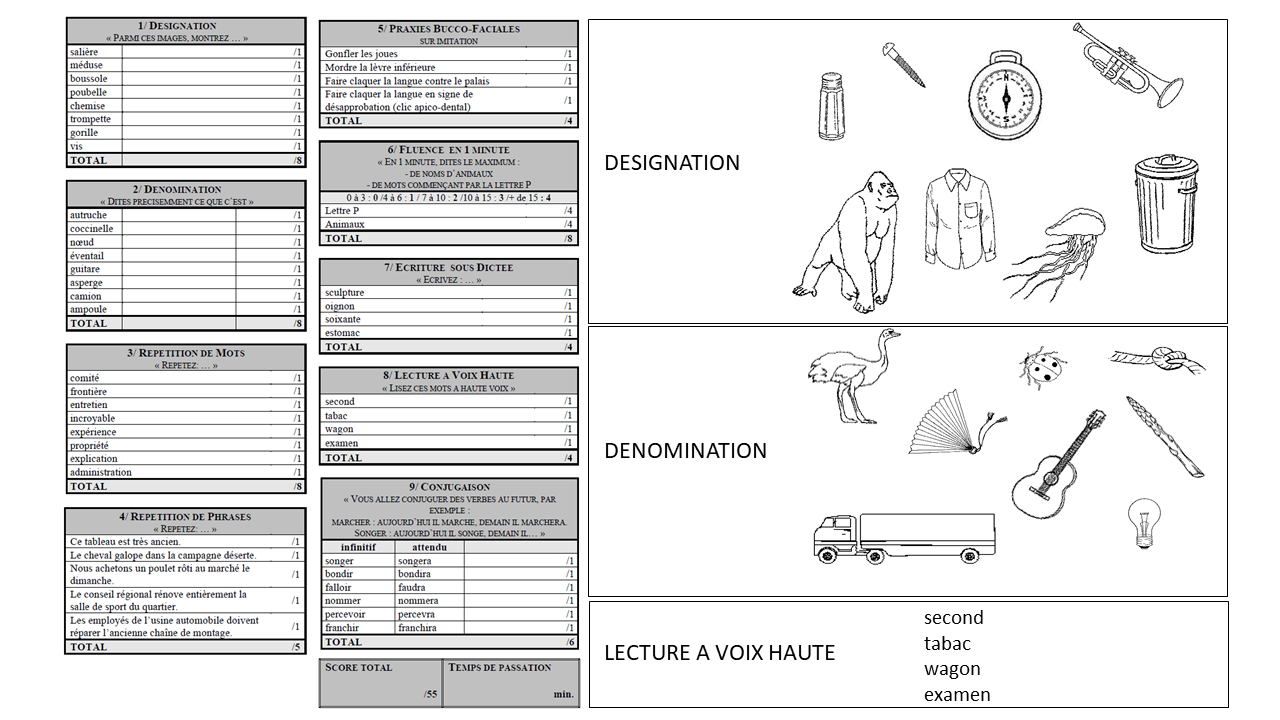 1/ DESIGNATION
« PARMI CES IMAGES, MONTREZ … »
salière /1
méduse /1
boussole /1
poubelle /1
chemise /1
trompette /1
gorille /1
vis /1
TOTAL /8
2/ DENOMINATION
« DITES PRECISEMMENT CE QUE C'EST »
autruche /1
coccinelle /1
nœud /1
éventail /1
guitare /1
asperge /1
camion /1
ampoule /1
TOTAL /8
3/ REPETITION DE MOTS
« REPETEZ: … »
comité /1
frontière /1
entretien /1
incroyable /1
expérience /1
propriété /1
explication /1
administration /1
TOTAL /8
4/ REPETITION DE PHRASES
« REPETEZ: … »
Ce tableau est très ancien. /1
Le cheval galope dans la campagne déserte. /1
Nous achetons un poulet rôti au marché le
dimanche. /1
Le conseil régional rénove entièrement la
salle de sport du quartier. /1
Les employés de l'usine automobile doivent
réparer l'ancienne chaîne de montage. /1
TOTAL /5
5/ PRAXIES BUCCO-FACIALES
SUR IMITATION
Gonfler les joues /1
Mordre la lèvre inférieure /1
Faire claquer la langue contre le palais /1
Faire claquer la langue en signe de
désapprobation (clic apico-dental) /1
TOTAL /4
6/ FLUENCE EN 1 MINUTE
« EN 1 MINUTE, DITES LE MAXIMUM :
- DE NOMS D'ANIMAUX
- DE MOTS COMMENÇANT PAR LA LETTRE P
0 à 3 : 0 /4 à 6 : 1 / 7 à 10 : 2 /10 à 15 : 3 /+ de 15 : 4
Lettre P /4
Animaux /4
TOTAL /8
7/ ECRITURE SOUS DICTEE
« ECRIVEZ : … »
sculpture /1
oignon /1
soixante /1
estomac /1
TOTAL /4
8/ LECTURE A VOIX HAUTE
« LISEZ CES MOTS A HAUTE VOIX »
second /1
tabac /1
wagon /1
examen /1
TOTAL /4
9/ CONJUGAISON
« VOUS ALLEZ CONJUGUER DES VERBES AU FUTUR, PAR
EXEMPLE :
MARCHER : AUJOURD'HUI IL MARCHE, DEMAIN IL MARCHERA.
SONGER : AUJOURD'HUI IL SONGE, DEMAIN IL… »
infinitif attendu
songer songera /1
bondir bondira /1
falloir faudra /1
nommer nommera /1
percevoir percevra /1
franchir franchira /1
TOTAL /6
SCORE TOTAL
/55
TEMPS DE PASSATION
min.
DESIGNATION
DENOMINATION
LECTURE A VOIX HAUTE
second
tabac
wagon
examen